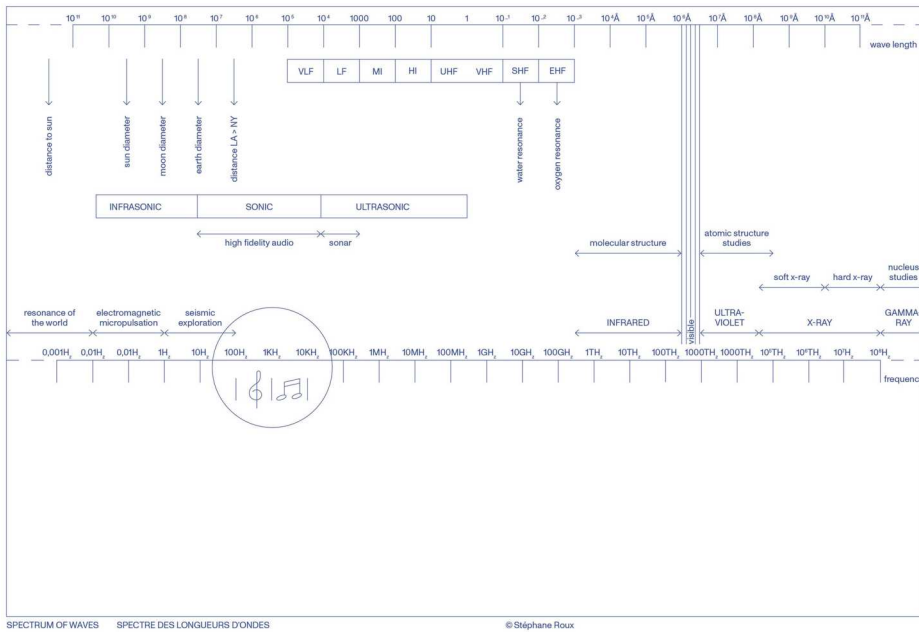 10¹¹ 10¹⁰ 10⁹ 10⁸ 10⁷ 10⁶ 10⁵ 10⁴ 1000 100 10 1 10-¹ 10-² 10-³ 10⁶Å 10⁷Å 10⁸Å 10⁹Å 10¹⁰Å 10¹¹Å
wave length
VLF LF MI HI UHF VHF SHF EHF
distance to sun
sun diameter
moon diameter
earth diameter
distance LA > NY
water resonance
oxygen resonance
INFRASONIC SONIC ULTRASONIC
high fidelity audio
sonar
molecular structure
atomic structure
studies
soft x-ray
hard x-ray
nucleus
studies
resonance of
the world
electromagnetic
micropulsation
seismic
exploration
INFRARED
visible
ULTRA-
VIOLET
X-RAY
GAMMA
RAY
0,001Hz 0,01Hz 0,01Hz 1Hz 10Hz 100Hz 1KHz 10KHz 100KHz 1MHz 10MHz 100MHz 1GHz 10GHz 100GHz 1THz 10THz 100THz 1000THz 1000THz
frequenc
SPECTRUM OF WAVES SPECTRE DES LONGUEURS D'ONDES
© Stéphane Roux